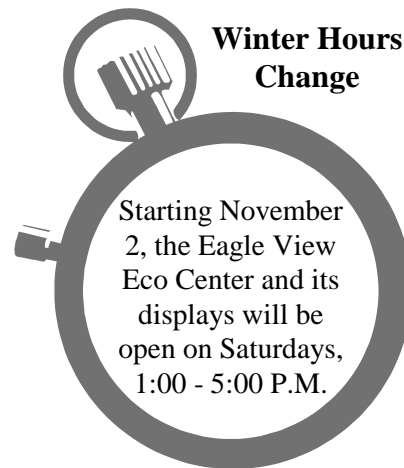 Winter Hours
Change
Starting November
2, the Eagle View
Eco Center and its
displays will be
open on Saturdays,
1:00 - 5:00 P.M.